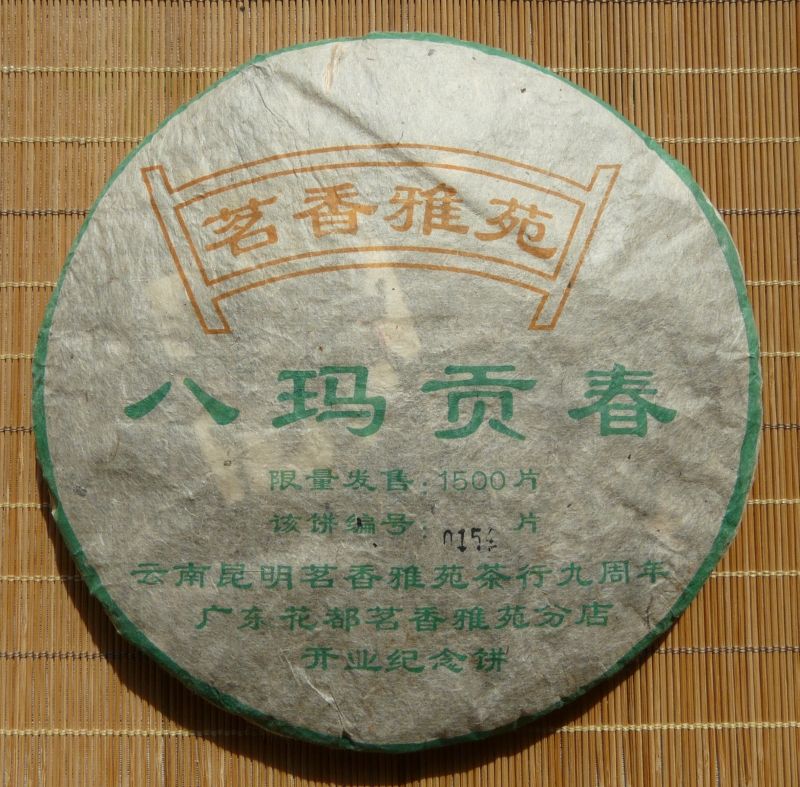 茗香雅苑
八玛贡春
限量发售：1500片
该饼编号： 片
云南昆明茗香雅苑茶行九周年
广东花都茗香雅苑分店
开业纪念饼